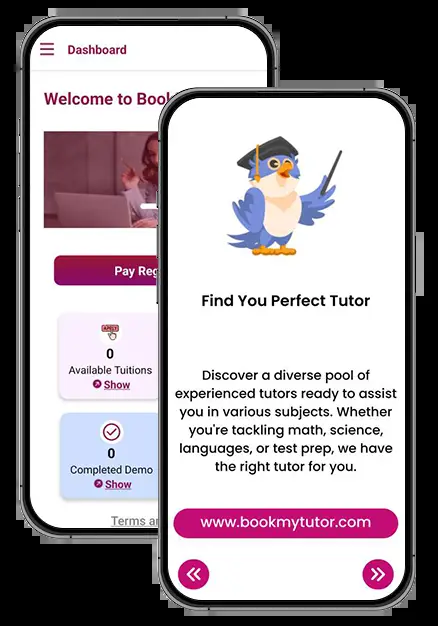 Dashboard
Welcome to Book
Pay Reg
APPLY
0
Available Tuitions
Show
0
Completed Demo
Show
Terms a
Find You Perfect Tutor
Discover a diverse pool of
experienced tutors ready to assist
you in various subjects. Whether
you're tackling math, science,
languages, or test prep, we have
the right tutor for you.
www.bookmytutor.com